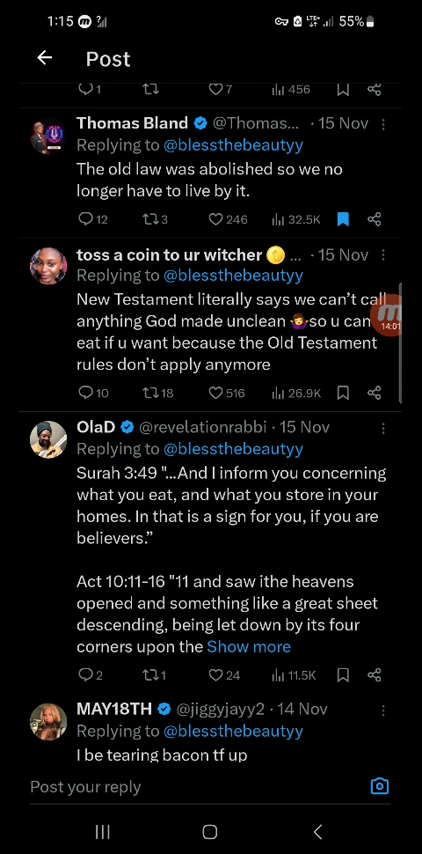 1:15
LTE+
55%
Post
1
7
456
Thomas Bland @Thomas... · 15 Nov
Replying to @blessthebeautyy
The old law was abolished so we no
longer have to live by it.
12
3
246
32.5K
toss a coin to ur witcher ... · 15 Nov
Replying to @blessthebeautyy
New Testament literally says we can't call
anything God made unclean 🤷‍♀️so u can
eat if u want because the Old Testament
rules don't apply anymore
14:01
10
18
516
26.9K
OlaD @revelationrabbi · 15 Nov
Replying to @blessthebeautyy
Surah 3:49 "...And I inform you concerning
what you eat, and what you store in your
homes. In that is a sign for you, if you are
believers."
Act 10:11-16 "11 and saw ithe heavens
opened and something like a great sheet
descending, being let down by its four
corners upon the Show more
2
1
24
11.5K
MAY18TH @jiggyjayy2 · 14 Nov
Replying to @blessthebeautyy
I be tearing bacon tf up
Post your reply